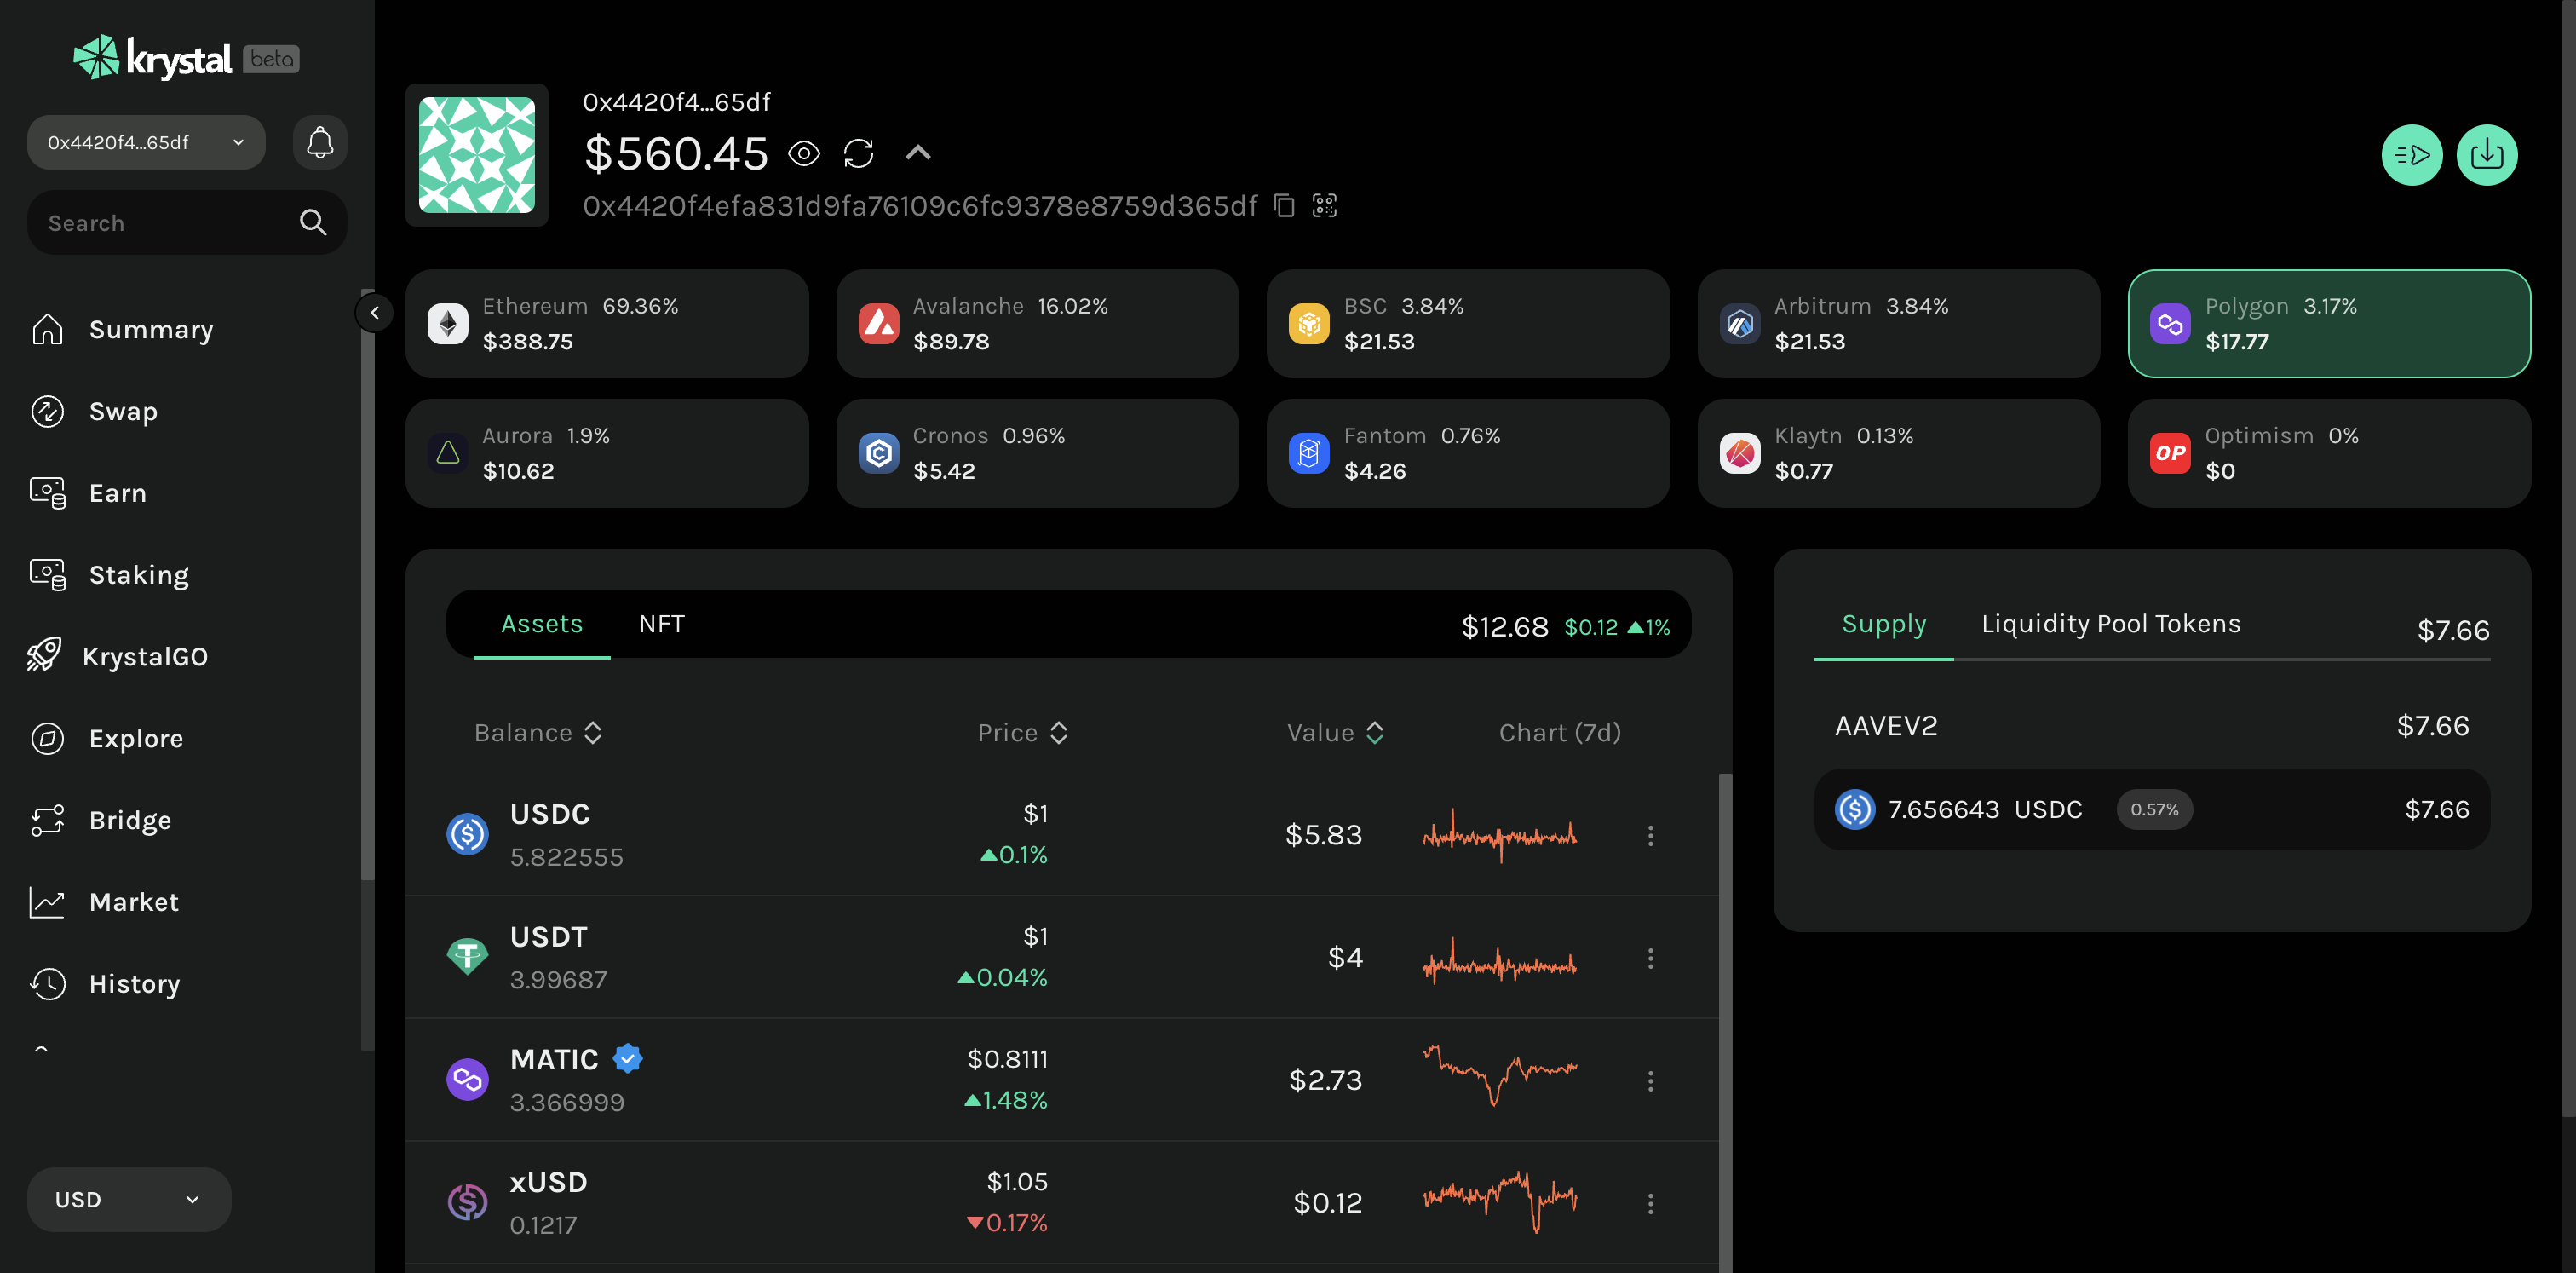 krystal beta
0x4420f4...65df
Search
Summary
Swap
Earn
Staking
KrystalGO
Explore
Bridge
Market
History
USD
0x4420f4...65df
$560.45
0x4420f4efa831d9fa76109c6fc9378e8759d365df
Ethereum 69.36%
$388.75
Avalanche 16.02%
$89.78
BSC 3.84%
$21.53
Arbitrum 3.84%
$21.53
Polygon 3.17%
$17.77
Aurora 1.9%
$10.62
Cronos 0.96%
$5.42
Fantom 0.76%
$4.26
Klaytn 0.13%
$0.77
OP
Optimism 0%
$0
Assets NFT $12.68 $0.12 ▲1%
Balance Price Value Chart (7d)
USDC $1
5.822555 ▲0.1% $5.83
USDT $1
3.99687 ▲0.04% $4
MATIC $0.8111
3.366999 ▲1.48% $2.73
xUSD $1.05
0.1217 ▼0.17% $0.12
Supply Liquidity Pool Tokens $7.66
AAVEV2 $7.66
7.656643 USDC 0.57% $7.66